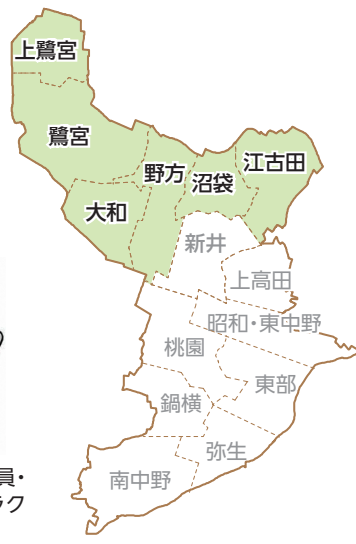 上鷺宮
鷺宮
野方
沼袋
江古田
大和
新井
上高田
昭和・東中野
桃園
東部
鍋横
弥生
南中野
員・
ラク